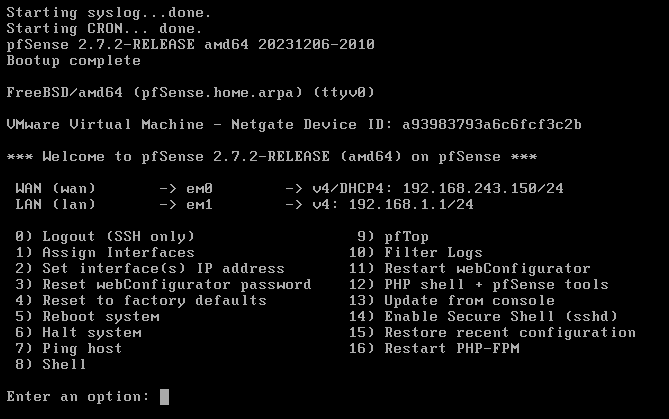 Starting syslog...done.
Starting CRON... done.
pfSense 2.7.2-RELEASE amd64 20231206-2010
Bootup complete
FreeBSD/amd64 (pfSense.home.arpa) (ttyv0)
VMware Virtual Machine - Netgate Device ID: a93983793a6c6fcf3c2b
*** Welcome to pfSense 2.7.2-RELEASE (amd64) on pfSense ***
WAN (wan)       -> em0        -> v4/DHCP4: 192.168.243.150/24
LAN (lan)       -> em1        -> v4: 192.168.1.1/24
0) Logout (SSH only)                  9) pfTop
1) Assign Interfaces                 10) Filter Logs
2) Set interface(s) IP address       11) Restart webConfigurator
3) Reset webConfigurator password    12) PHP shell + pfSense tools
4) Reset to factory defaults         13) Update from console
5) Reboot system                     14) Enable Secure Shell (sshd)
6) Halt system                       15) Restore recent configuration
7) Ping host                         16) Restart PHP-FPM
8) Shell
Enter an option: